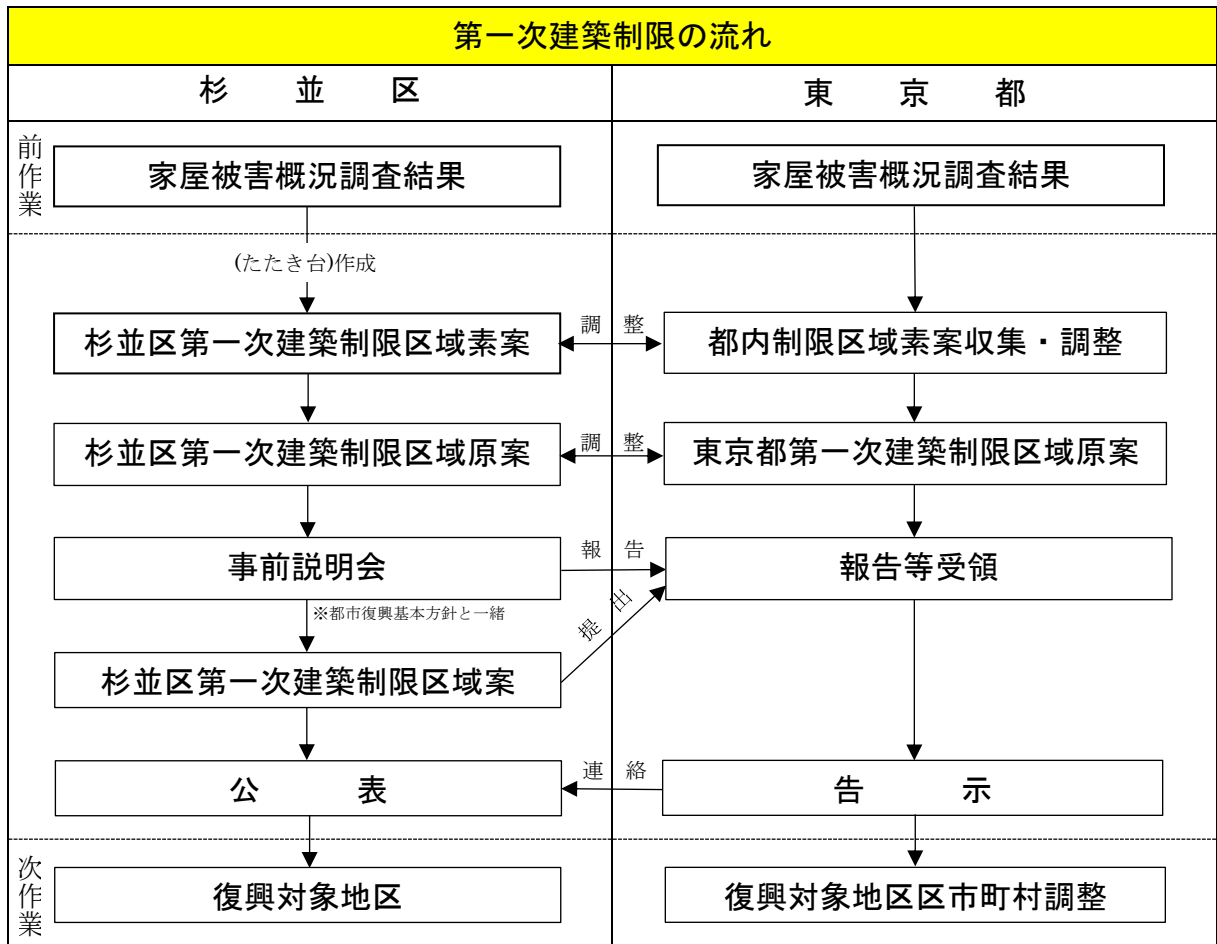 第一次建築制限の流れ
杉並区
東京都
前作業
家屋被害概況調査結果
家屋被害概況調査結果
(たたき台)作成
杉並区第一次建築制限区域素案
調整
都内制限区域素案収集・調整
杉並区第一次建築制限区域原案
調整
東京都第一次建築制限区域原案
事前説明会
報告
報告等受領
※都市復興基本方針と一緒
提出
杉並区第一次建築制限区域案
公表
連絡
告示
次作業
復興対象地区
復興対象地区区市町村調整